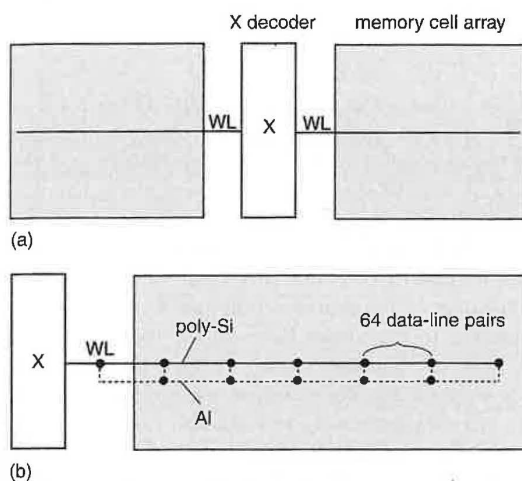 X decoder
memory cell array
WL
X
WL
(a)
X
WL
poly-Si
64 data-line pairs
Al
(b)